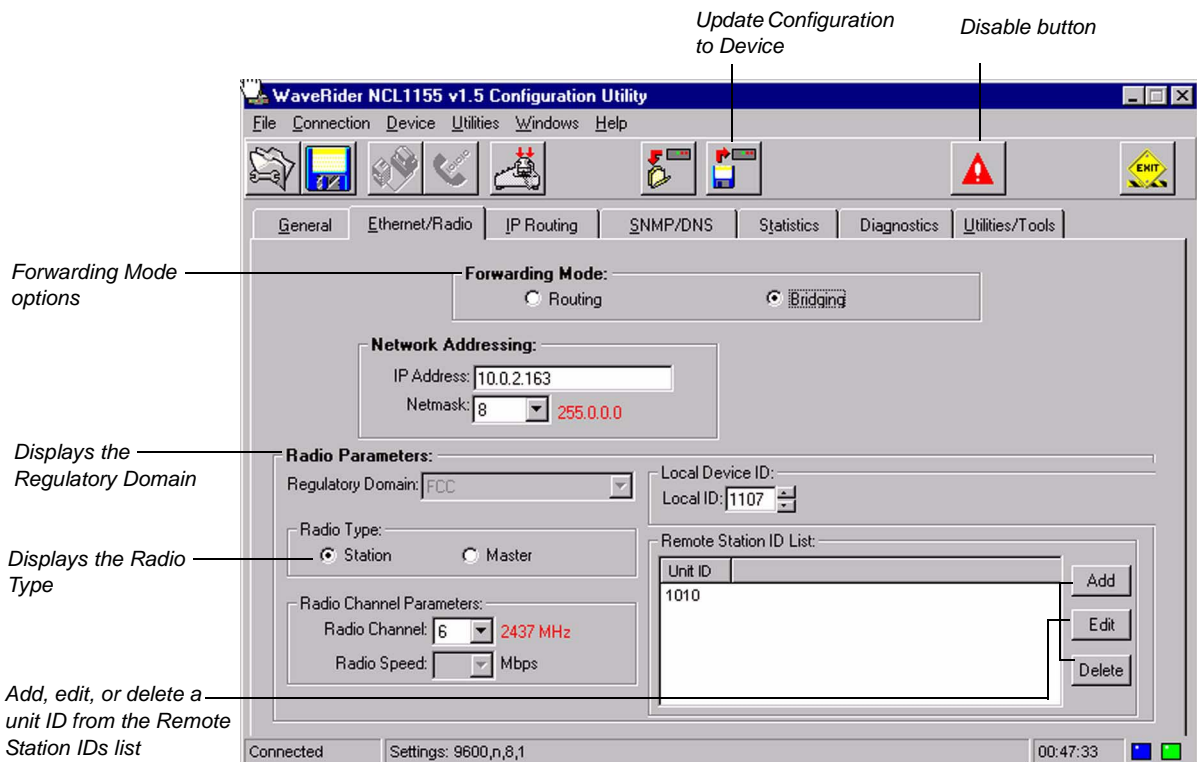 Update Configuration
to Device
Disable button
WaveRider NCL1155 v1.5 Configuration Utility
File Connection Device Utilities Windows Help
EXIT
General Ethernet/Radio IP Routing SNMP/DNS Statistics Diagnostics Utilities/Tools
Forwarding Mode
options
Forwarding Mode:
Routing Bridging
Network Addressing:
IP Address: 10.0.2.163
Netmask: 8 255.0.0.0
Displays the
Regulatory Domain
Radio Parameters:
Regulatory Domain: FCC
Local Device ID:
Local ID: 1107
Displays the Radio
Type
Radio Type:
Station Master
Remote Station ID List:
Unit ID
1010
Add
Edit
Delete
Radio Channel Parameters:
Radio Channel: 6 2437 MHz
Radio Speed: Mbps
Add, edit, or delete a
unit ID from the Remote
Station IDs list
Connected Settings: 9600,n,8,1 00:47:33